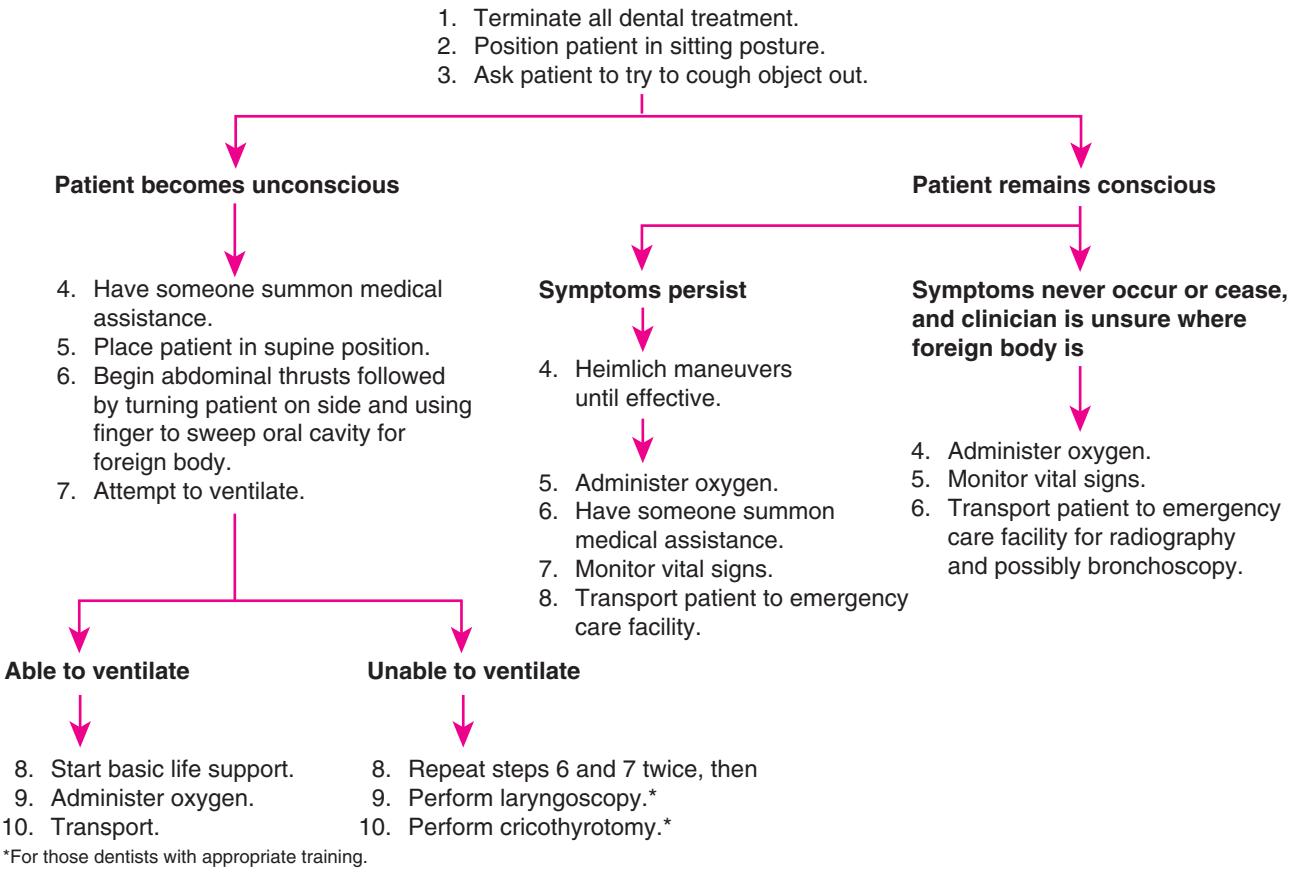 1. Terminate all dental treatment.
2. Position patient in sitting posture.
3. Ask patient to try to cough object out.
Patient becomes unconscious
4. Have someone summon medical
assistance.
5. Place patient in supine position.
6. Begin abdominal thrusts followed
by turning patient on side and using
finger to sweep oral cavity for
foreign body.
7. Attempt to ventilate.
Able to ventilate
8. Start basic life support.
9. Administer oxygen.
10. Transport.
Unable to ventilate
8. Repeat steps 6 and 7 twice, then
9. Perform laryngoscopy.*
10. Perform cricothyrotomy.*
Patient remains conscious
Symptoms persist
4. Heimlich maneuvers
until effective.
5. Administer oxygen.
6. Have someone summon
medical assistance.
7. Monitor vital signs.
8. Transport patient to emergency
care facility.
Symptoms never occur or cease,
and clinician is unsure where
foreign body is
4. Administer oxygen.
5. Monitor vital signs.
6. Transport patient to emergency
care facility for radiography
and possibly bronchoscopy.
*For those dentists with appropriate training.